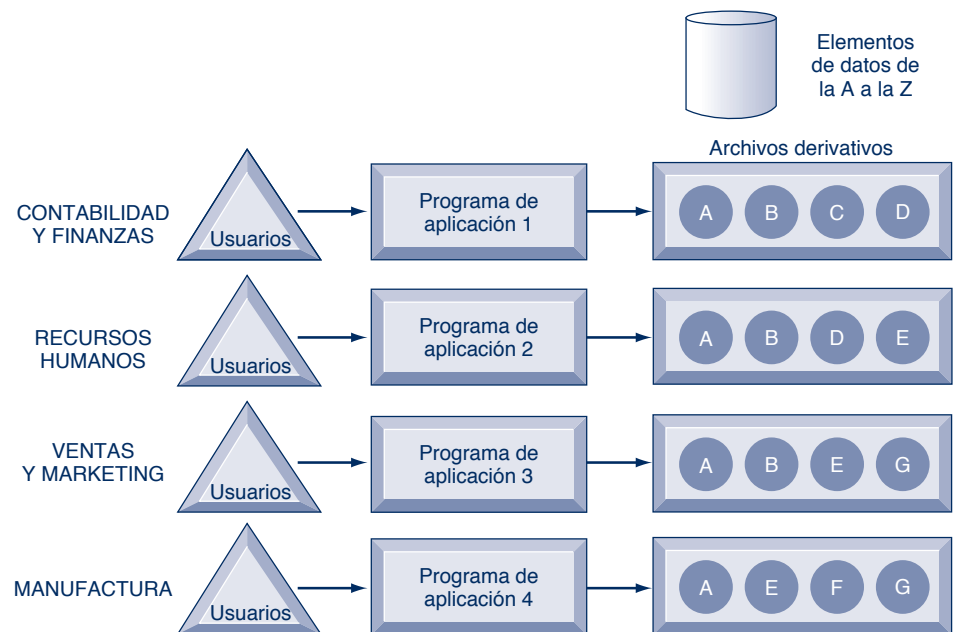 Elementos
de datos de
la A a la Z
Archivos derivativos
CONTABILIDAD
Y FINANZAS
Usuarios
Programa de
aplicación 1
A B C D
RECURSOS
HUMANOS
Usuarios
Programa de
aplicación 2
A B D E
VENTAS
Y MARKETING
Usuarios
Programa de
aplicación 3
A B E G
MANUFACTURA
Usuarios
Programa de
aplicación 4
A E F G